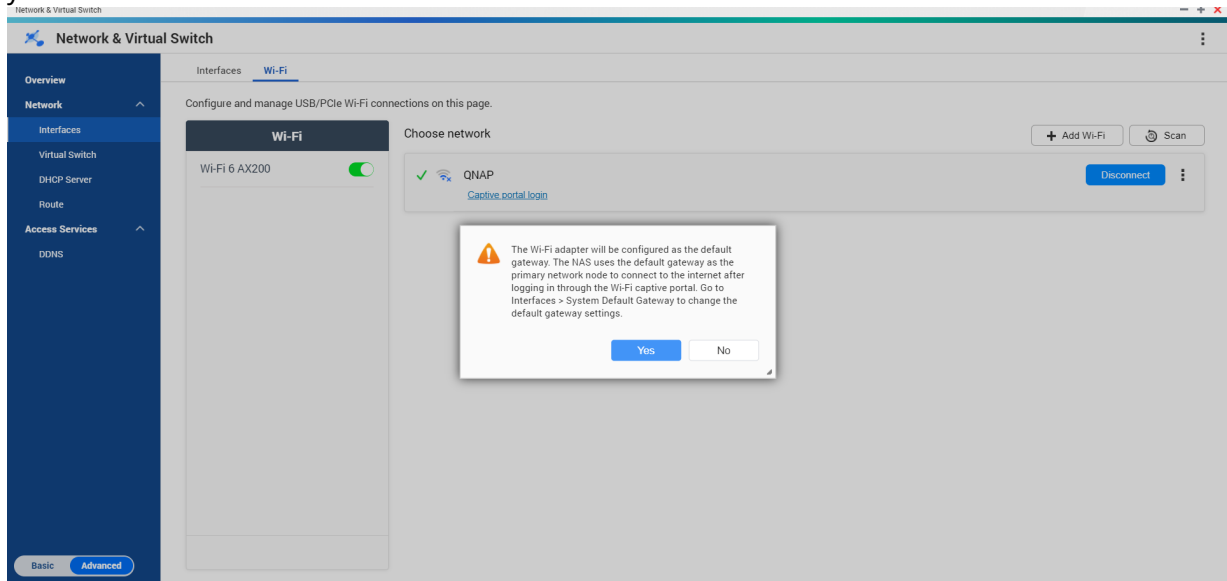 Network & Virtual Switch
Network & Virtual Switch
Overview
Network
Interfaces
Virtual Switch
DHCP Server
Route
Access Services
DDNS
Basic Advanced
Interfaces Wi-Fi
Configure and manage USB/PCIe Wi-Fi connections on this page.
Wi-Fi
Wi-Fi 6 AX200
Choose network
Add Wi-Fi Scan
QNAP
Captive portal login
Disconnect
The Wi-Fi adapter will be configured as the default
gateway. The NAS uses the default gateway as the
primary network node to connect to the internet after
logging in through the Wi-Fi captive portal. Go to
Interfaces > System Default Gateway to change the
default gateway settings.
Yes No